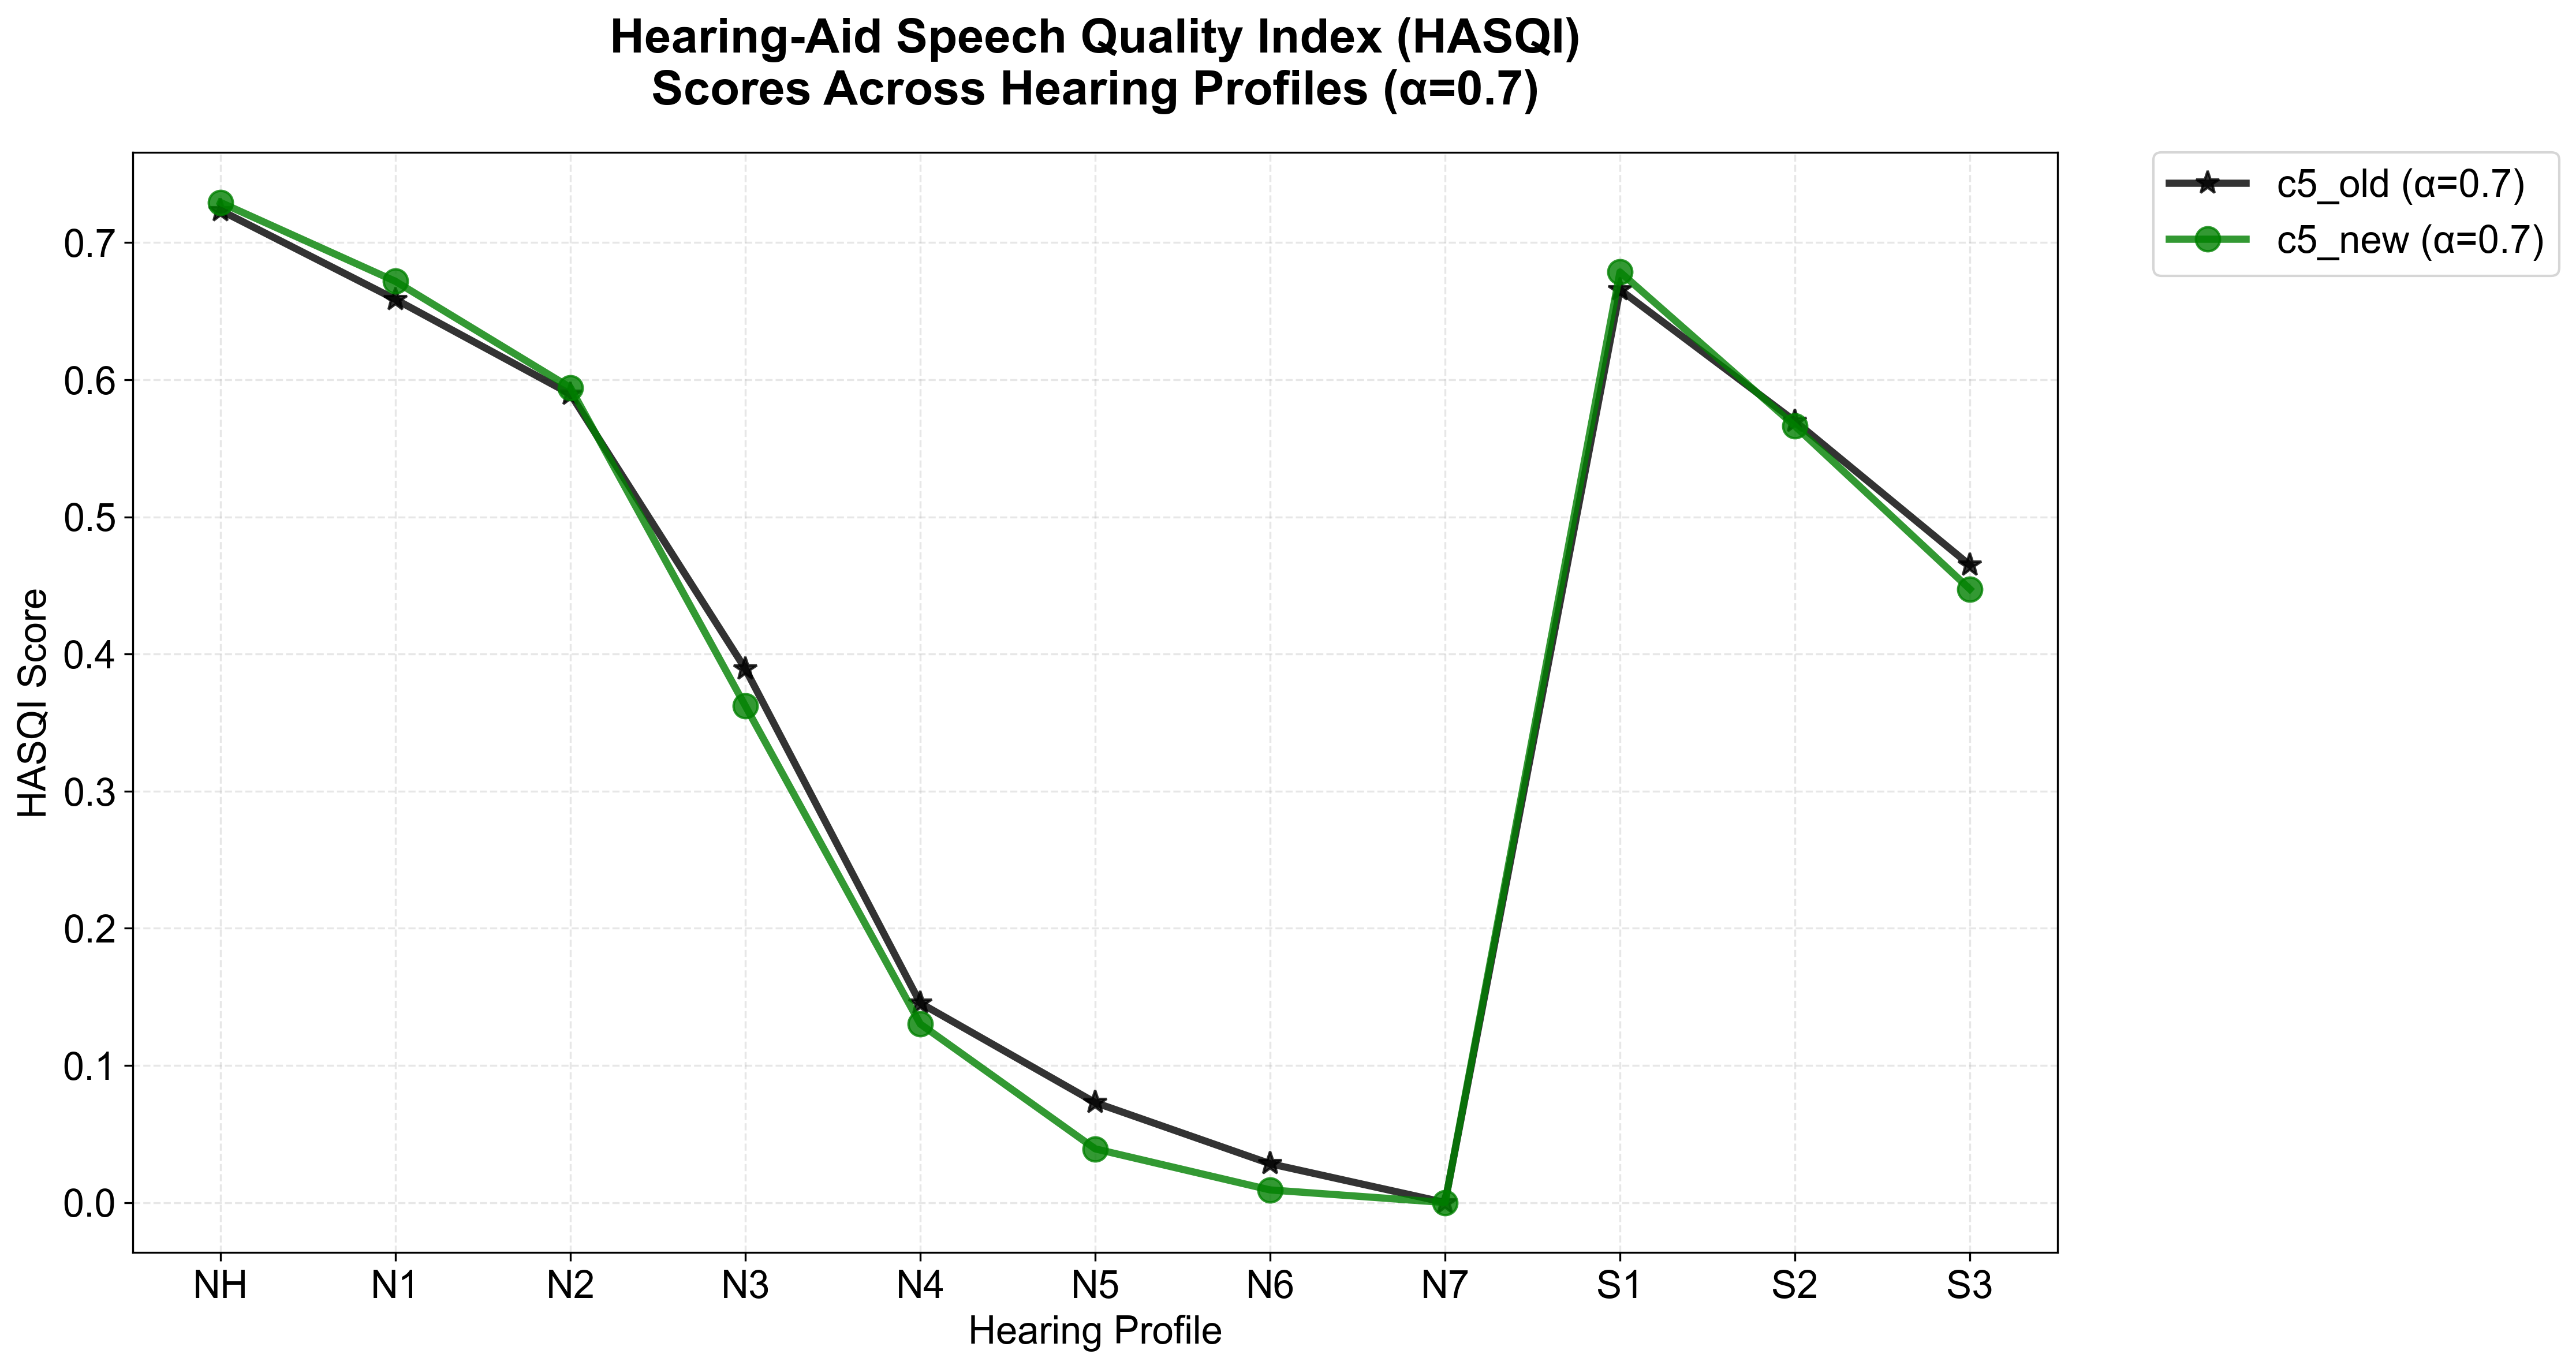 Hearing-Aid Speech Quality Index (HASQI)
Scores Across Hearing Profiles (α=0.7)
c5_old (α=0.7)
c5_new (α=0.7)
HASQI Score
0.7
0.6
0.5
0.4
0.3
0.2
0.1
0.0
NH N1 N2 N3 N4 N5 N6 N7 S1 S2 S3
Hearing Profile